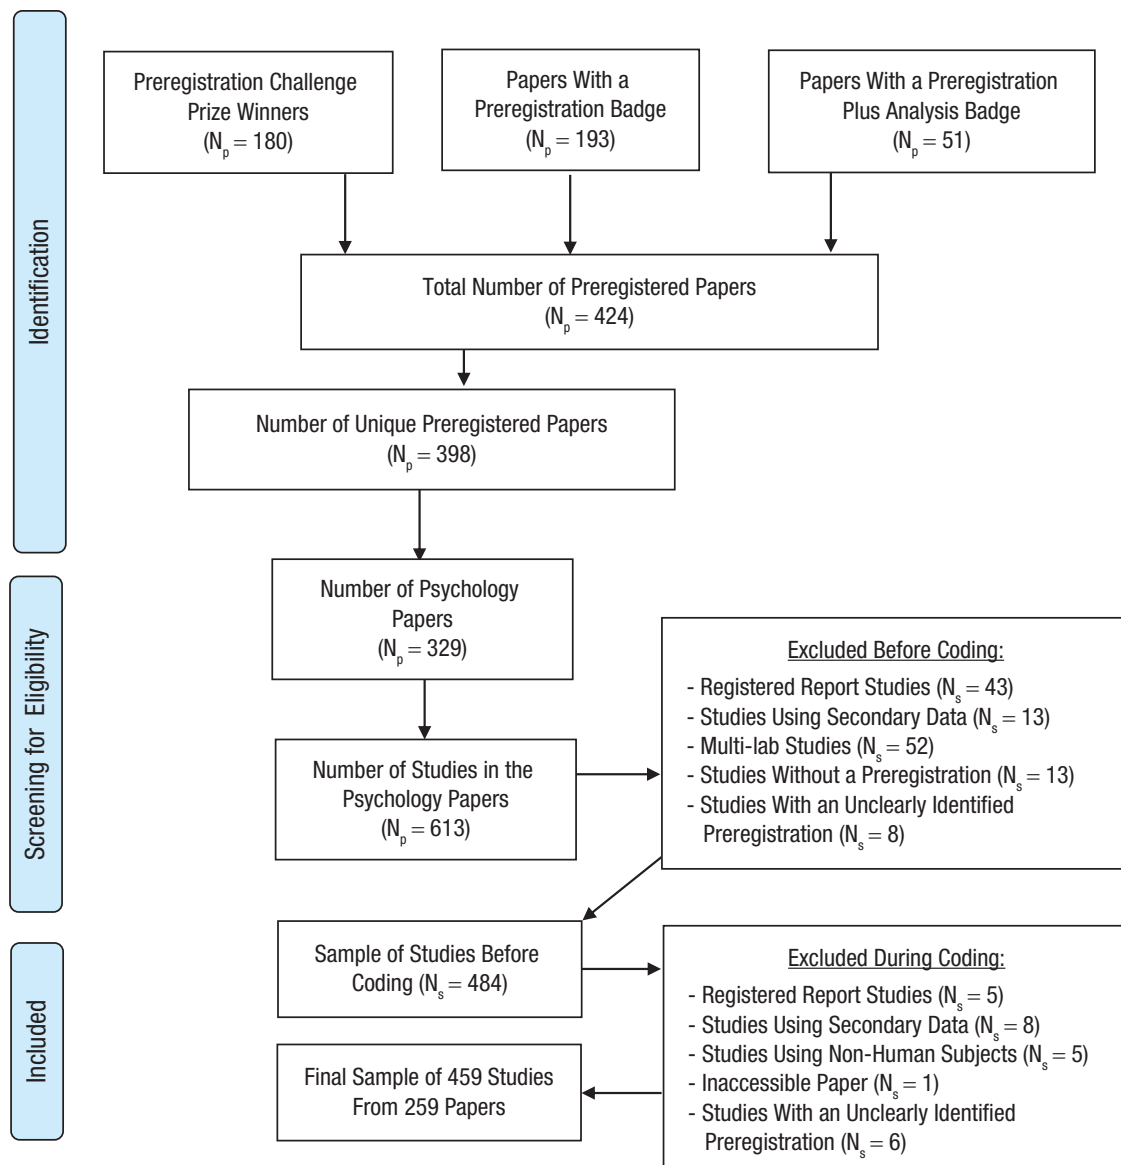 Identification
Preregistration Challenge
Prize Winners
(Np = 180)
Papers With a
Preregistration Badge
(Np = 193)
Papers With a Preregistration
Plus Analysis Badge
(Np = 51)
Total Number of Preregistered Papers
(Np = 424)
Number of Unique Preregistered Papers
(Np = 398)
Screening for Eligibility
Number of Psychology
Papers
(Np = 329)
Number of Studies in the
Psychology Papers
(Np = 613)
Excluded Before Coding:
- Registered Report Studies (Ns = 43)
- Studies Using Secondary Data (Ns = 13)
- Multi-lab Studies (Ns = 52)
- Studies Without a Preregistration (Ns = 13)
- Studies With an Unclearly Identified
Preregistration (Ns = 8)
Included
Sample of Studies Before
Coding (Ns = 484)
Excluded During Coding:
- Registered Report Studies (Ns = 5)
- Studies Using Secondary Data (Ns = 8)
- Studies Using Non-Human Subjects (Ns = 5)
- Inaccessible Paper (Ns = 1)
- Studies With an Unclearly Identified
Preregistration (Ns = 6)
Final Sample of 459 Studies
From 259 Papers